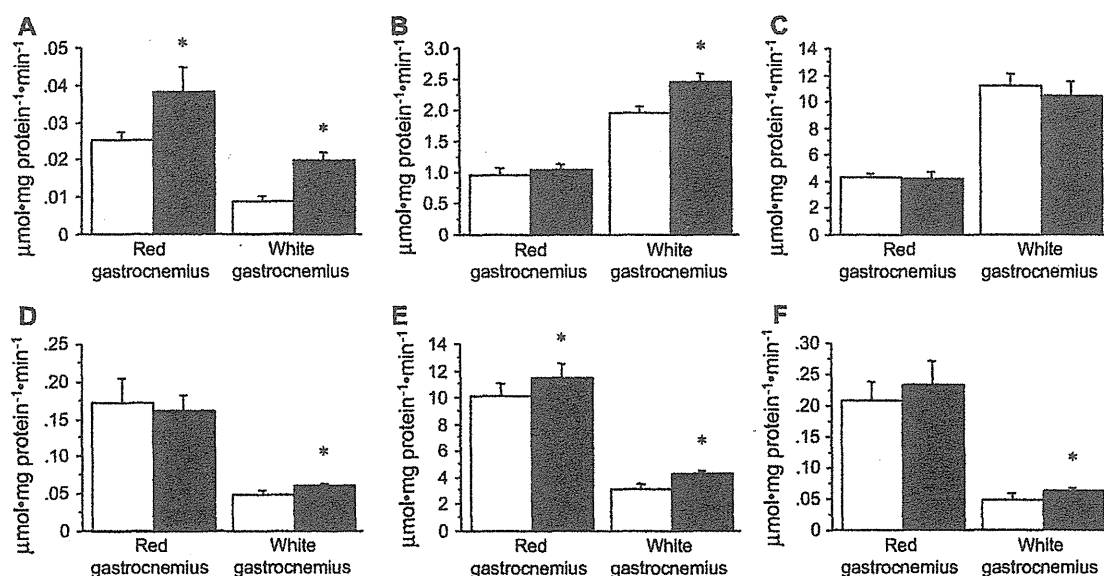 A
μmol•mg protein⁻¹•min⁻¹
.05
.04
.03
.02
.01
0
*
*
Red
gastrocnemius
White
gastrocnemius
B
μmol•mg protein⁻¹•min⁻¹
3.0
2.5
2.0
1.5
1.0
0.5
0
*
Red
gastrocnemius
White
gastrocnemius
C
μmol•mg protein⁻¹•min⁻¹
14
12
10
8
6
4
2
0
Red
gastrocnemius
White
gastrocnemius
D
μmol•mg protein⁻¹•min⁻¹
.25
.20
.15
.10
.05
0
*
Red
gastrocnemius
White
gastrocnemius
E
μmol•mg protein⁻¹•min⁻¹
14
12
10
8
6
4
2
0
*
*
Red
gastrocnemius
White
gastrocnemius
F
μmol•mg protein⁻¹•min⁻¹
.30
.25
.20
.15
.10
.05
0
*
Red
gastrocnemius
White
gastrocnemius